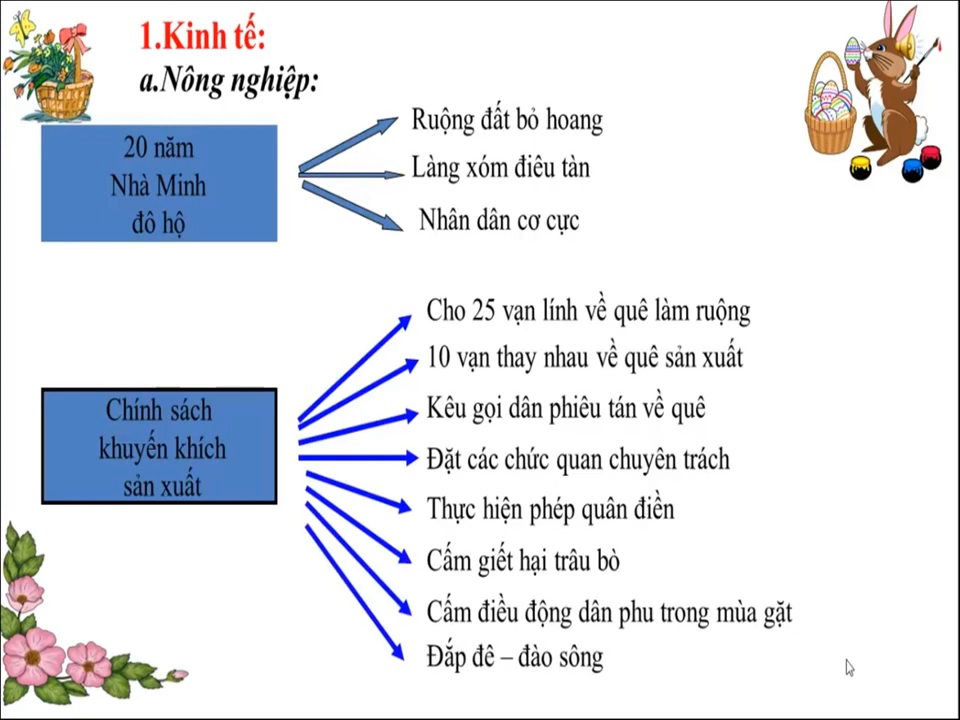 1.Kinh tế:
a.Nông nghiệp:
20 năm
Nhà Minh
đô hộ
Ruộng đất bỏ hoang
Làng xóm điêu tàn
Nhân dân cơ cực
Chính sách
khuyến khích
sản xuất
Cho 25 vạn lính về quê làm ruộng
10 vạn thay nhau về quê sản xuất
Kêu gọi dân phiêu tán về quê
Đặt các chức quan chuyên trách
Thực hiện phép quân điền
Cấm giết hại trâu bò
Cấm điều động dân phu trong mùa gặt
Đắp đê – đào sông